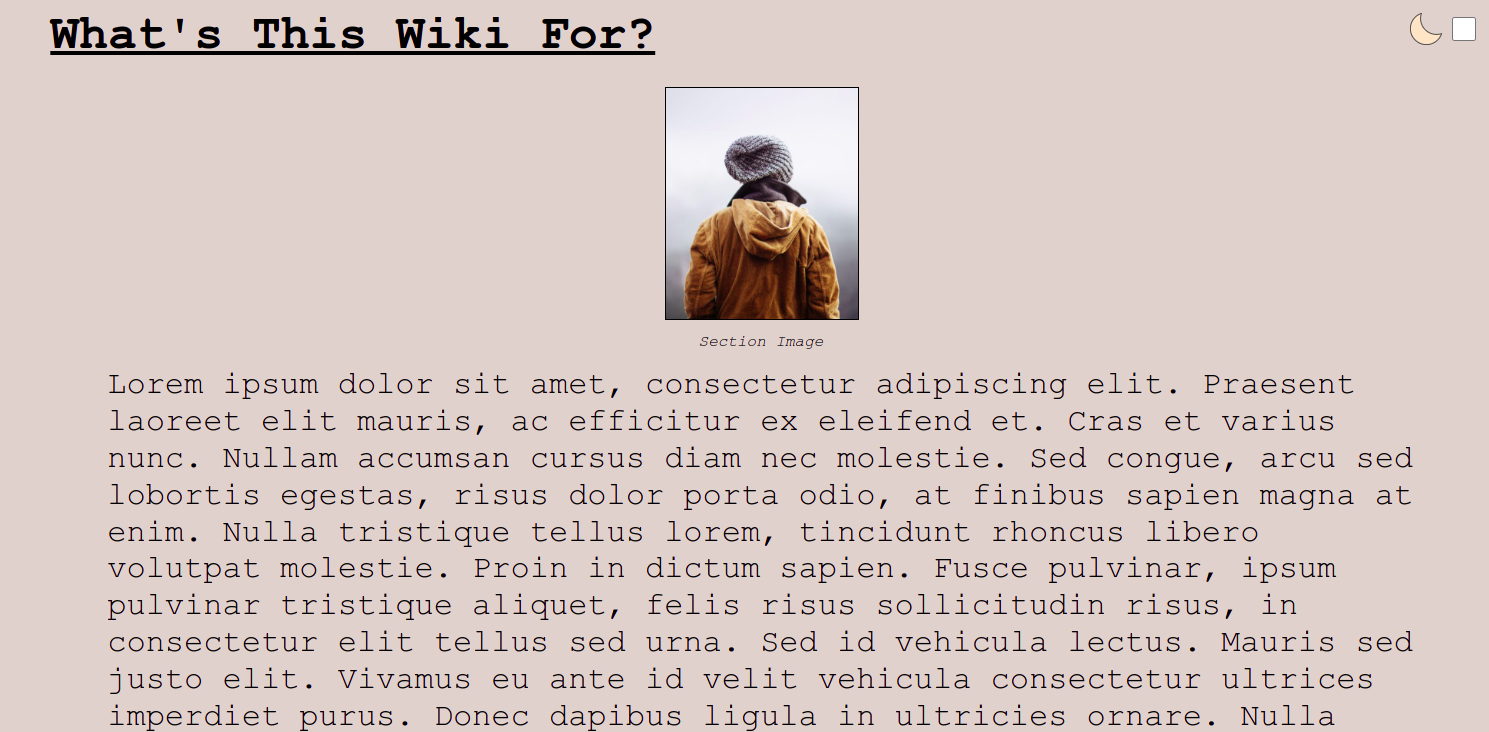 What's This Wiki For?
Section Image
Lorem ipsum dolor sit amet, consectetur adipiscing elit. Praesent
laoreet elit mauris, ac efficitur ex eleifend et. Cras et varius
nunc. Nullam accumsan cursus diam nec molestie. Sed congue, arcu sed
lobortis egestas, risus dolor porta odio, at finibus sapien magna at
enim. Nulla tristique tellus lorem, tincidunt rhoncus libero
volutpat molestie. Proin in dictum sapien. Fusce pulvinar, ipsum
pulvinar tristique aliquet, felis risus sollicitudin risus, in
consectetur elit tellus sed urna. Sed id vehicula lectus. Mauris sed
justo elit. Vivamus eu ante id velit vehicula consectetur ultrices
imperdiet purus. Donec dapibus ligula in ultricies ornare. Nulla